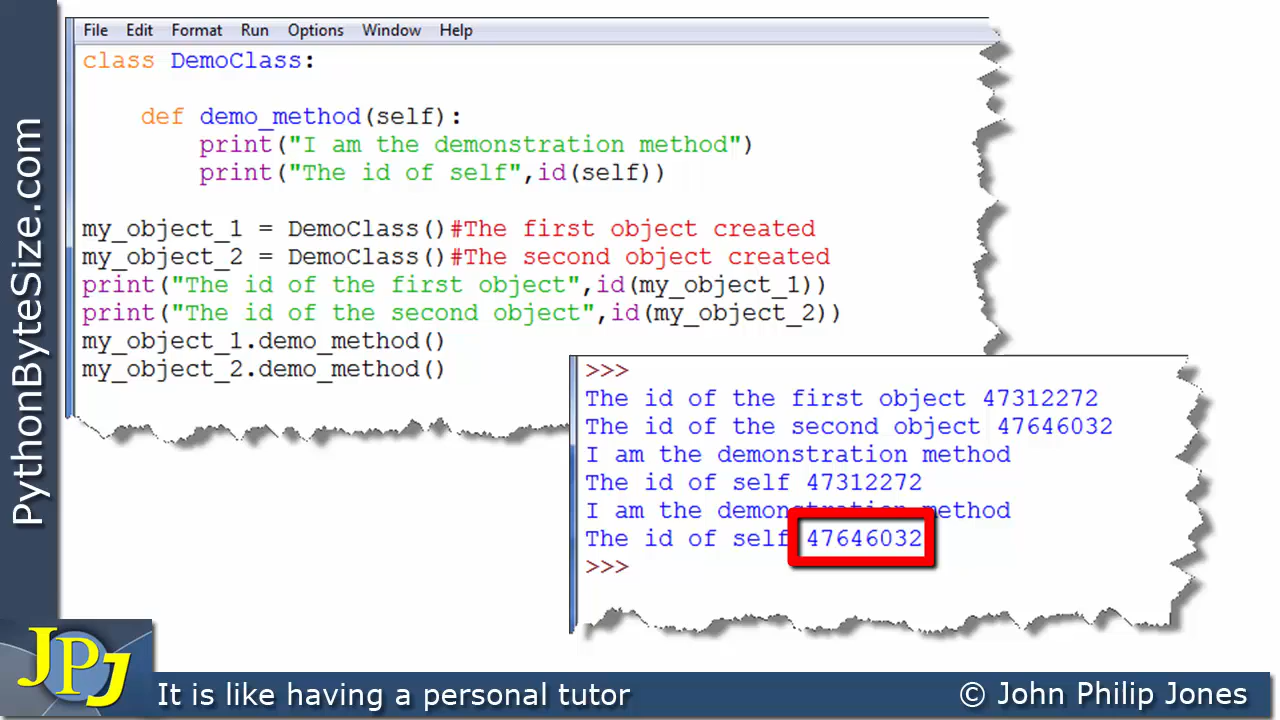 PythonByteSize.com
File Edit Format Run Options Window Help
class DemoClass:
def demo_method(self):
print("I am the demonstration method")
print("The id of self",id(self))
my_object_1 = DemoClass()#The first object created
my_object_2 = DemoClass()#The second object created
print("The id of the first object",id(my_object_1))
print("The id of the second object",id(my_object_2))
my_object_1.demo_method()
my_object_2.demo_method()
>>>
The id of the first object 47312272
The id of the second object 47646032
I am the demonstration method
The id of self 47312272
I am the demonstration method
The id of self 47646032
>>>
JPJ
It is like having a personal tutor
© John Philip Jones